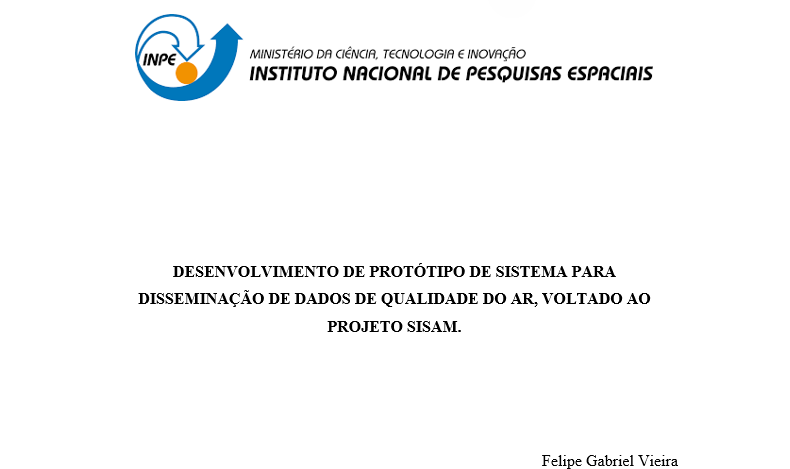 INPE
MINISTÉRIO DA CIÊNCIA, TECNOLOGIA E INOVAÇÃO
INSTITUTO NACIONAL DE PESQUISAS ESPACIAIS
DESENVOLVIMENTO DE PROTÓTIPO DE SISTEMA PARA
DISSEMINAÇÃO DE DADOS DE QUALIDADE DO AR, VOLTADO AO
PROJETO SISAM.
Felipe Gabriel Vieira